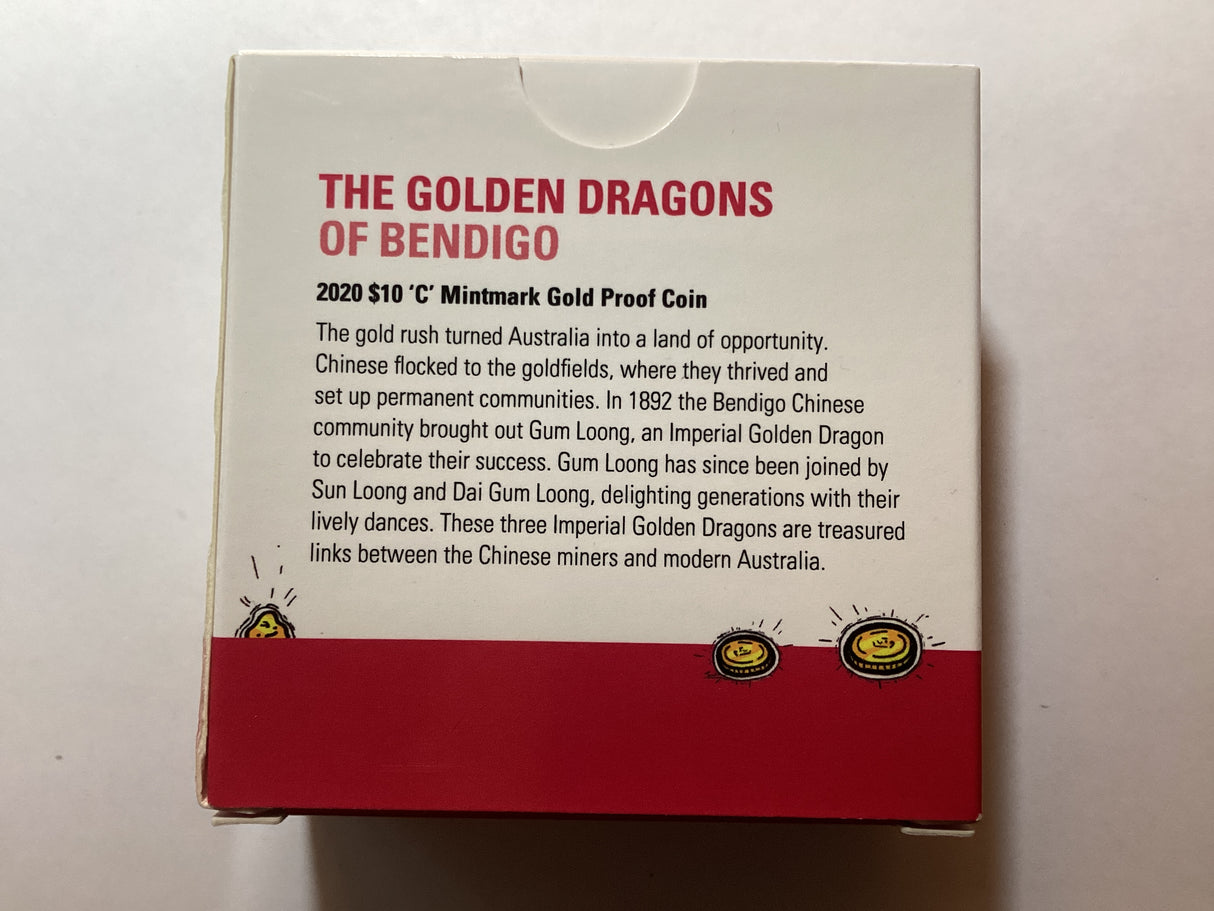 THE GOLDEN DRAGONS
OF BENDIGO
2020 $10 ‘C’ Mintmark Gold Proof Coin
The gold rush turned Australia into a land of opportunity.
Chinese flocked to the goldfields, where they thrived and
set up permanent communities. In 1892 the Bendigo Chinese
community brought out Gum Loong, an Imperial Golden Dragon
to celebrate their success. Gum Loong has since been joined by
Sun Loong and Dai Gum Loong, delighting generations with their
lively dances. These three Imperial Golden Dragons are treasured
links between the Chinese miners and modern Australia.